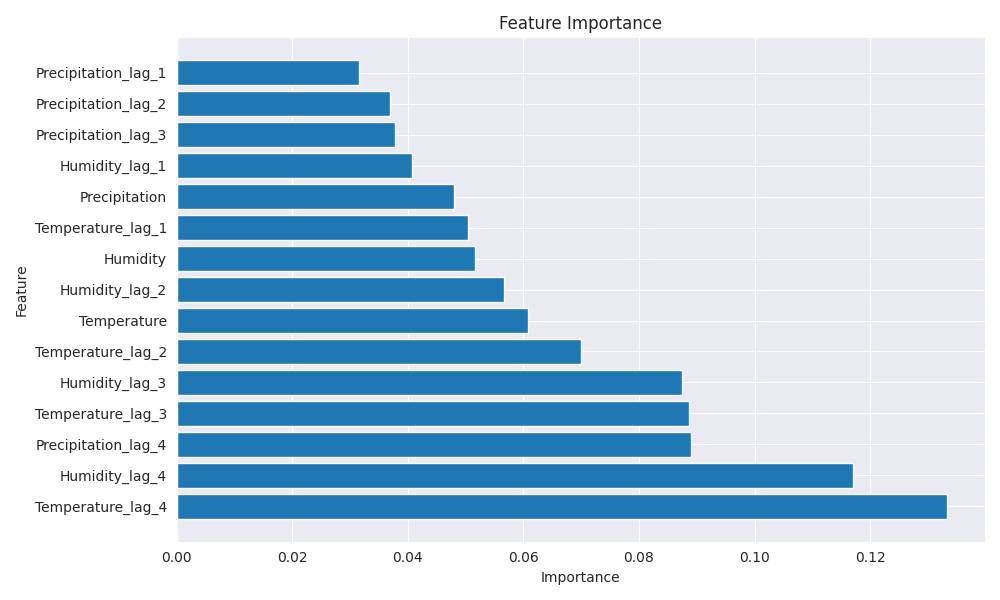 Feature Importance
Precipitation_lag_1
Precipitation_lag_2
Precipitation_lag_3
Humidity_lag_1
Precipitation
Temperature_lag_1
Humidity
Humidity_lag_2
Temperature
Temperature_lag_2
Humidity_lag_3
Temperature_lag_3
Precipitation_lag_4
Humidity_lag_4
Temperature_lag_4
Feature
0.00 0.02 0.04 0.06 0.08 0.10 0.12
Importance